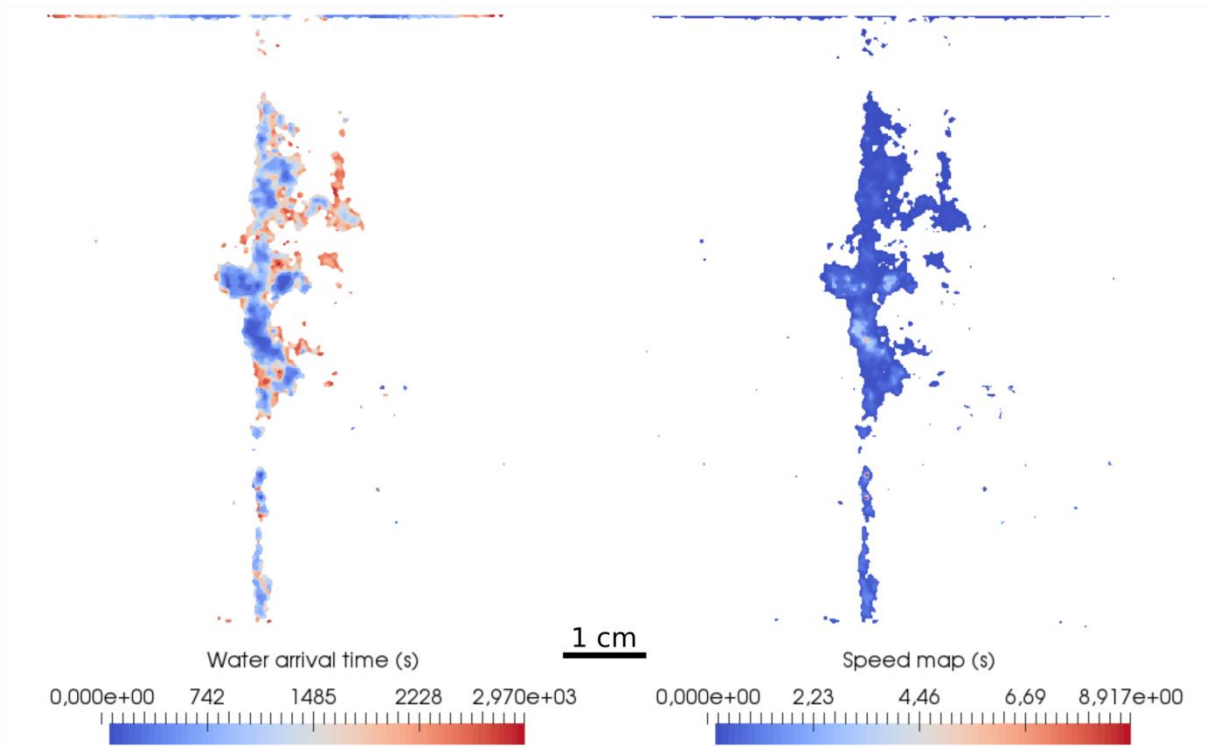 1 cm
Water arrival time (s)
0,000e+00 742 1485 2228 2,970e+03
Speed map (s)
0,000e+00 2,23 4,46 6,69 8,917e+00